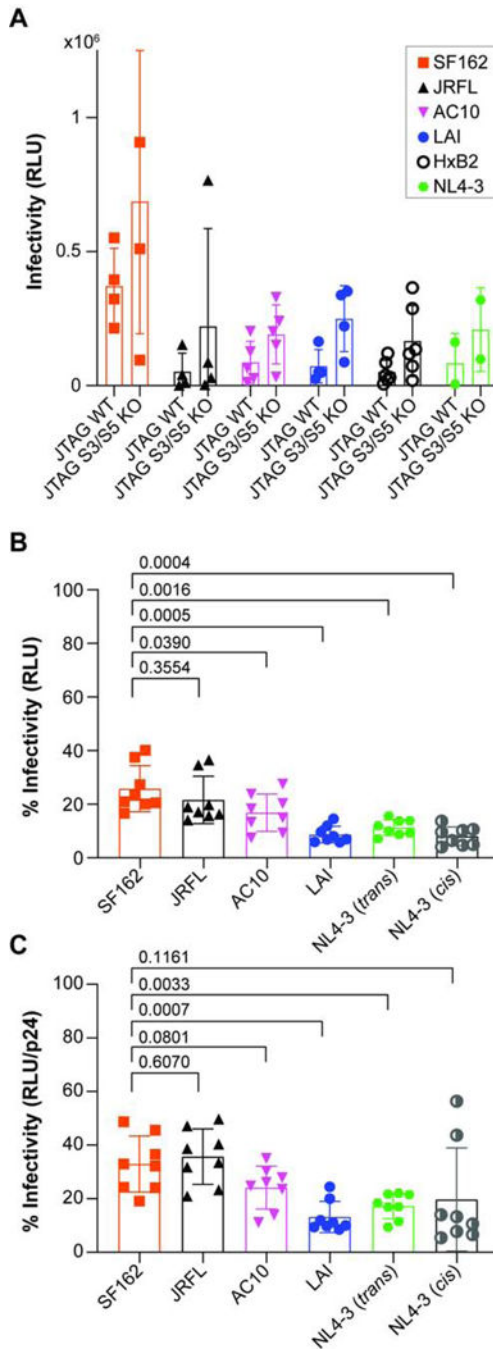 A
x10⁶
1
0.5
0
Infectivity (RLU)
SF162
JRFL
AC10
LAI
HxB2
NL4-3
JTAG WT
JTAG S3/S5 KO
JTAG WT
JTAG S3/S5 KO
JTAG WT
JTAG S3/S5 KO
JTAG WT
JTAG S3/S5 KO
JTAG WT
JTAG S3/S5 KO
JTAG WT
JTAG S3/S5 KO
B
0.0004
0.0016
0.0005
0.0390
0.3554
100
80
60
40
20
0
% Infectivity (RLU)
SF162
JRFL
AC10
LAI
NL4-3 (trans)
NL4-3 (cis)
C
0.1161
0.0033
0.0007
0.0801
0.6070
100
80
60
40
20
0
% Infectivity (RLU/p24)
SF162
JRFL
AC10
LAI
NL4-3 (trans)
NL4-3 (cis)